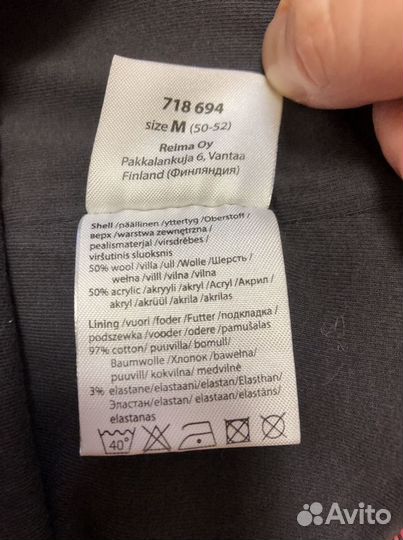 718 694
size M (50-52)
Reima Oy
Pakkalankuja 6, Vantaa
Finland (Финляндия)
Shell /päällinen /yttertyg /Oberstoff /
верх /warstwa zewnętrzna /
pealismaterjal /virsdrēbes/
viršutinis sluoksnis
50% wool /villa /ull /Wolle /Шерсть /
wełna /vill /vilna /vilna
50% acrylic /akryyli /akryl /Acryl /Акрил /
akryl /akrüül /akrila /akrilas
Lining /vuori /foder /Futter /подкладка /
podszewka /vooder /odere /pamušalas
97% cotton/ puuvilla/ bomull/
Baumwolle /Хлопок /bawełna/
puuvill/ kokvilna/ medvilnė
3% elastane/elastaani/elastan/Elasthan/
Эластан/elastan/ elastaan/ elastāns/
elastanas
40°
Avito